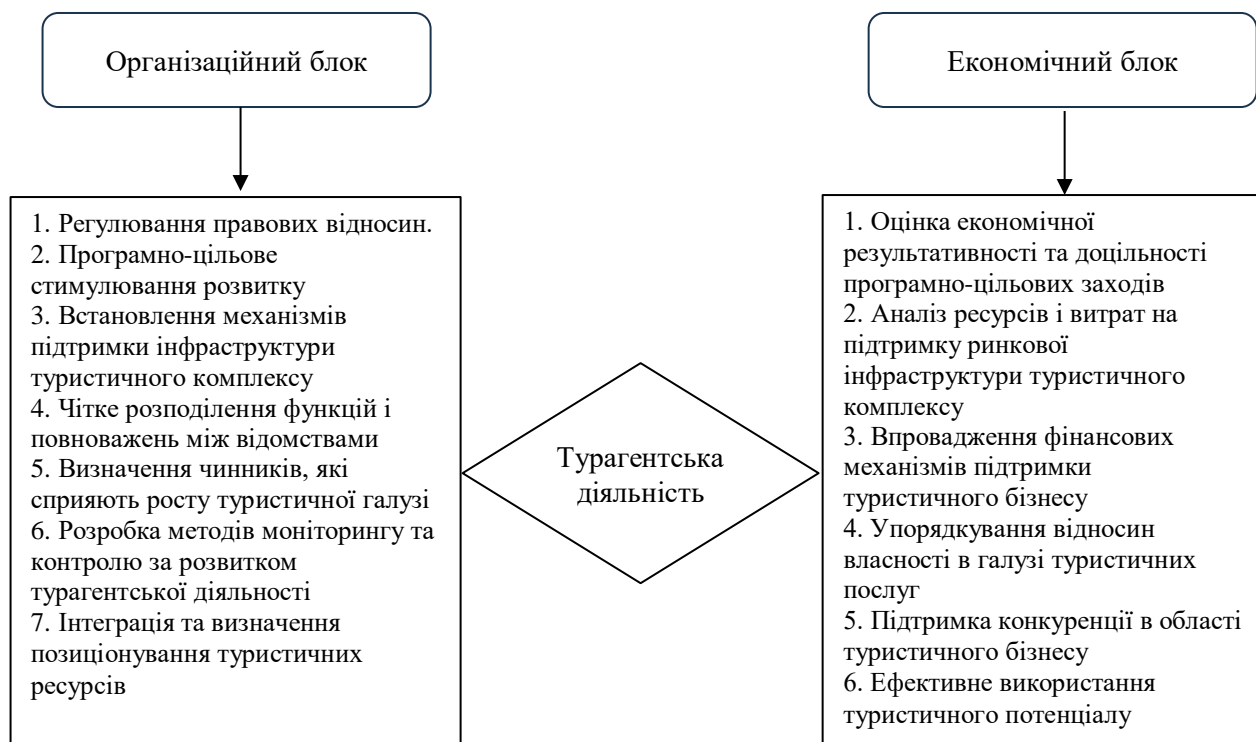 Організаційний блок
1. Регулювання правових відносин.
2. Програмно-цільове
стимулювання розвитку
3. Встановлення механізмів
підтримки інфраструктури
туристичного комплексу
4. Чітке розподілення функцій і
повноважень між відомствами
5. Визначення чинників, які
сприяють росту туристичної галузі
6. Розробка методів моніторингу та
контролю за розвитком
турагентської діяльності
7. Інтеграція та визначення
позиціонування туристичних
ресурсів
Турагентська
діяльність
Економічний блок
1. Оцінка економічної
результативності та доцільності
програмно-цільових заходів
2. Аналіз ресурсів і витрат на
підтримку ринкової
інфраструктури туристичного
комплексу
3. Впровадження фінансових
механізмів підтримки
туристичного бізнесу
4. Упорядкування відносин
власності в галузі туристичних
послуг
5. Підтримка конкуренції в області
туристичного бізнесу
6. Ефективне використання
туристичного потенціалу